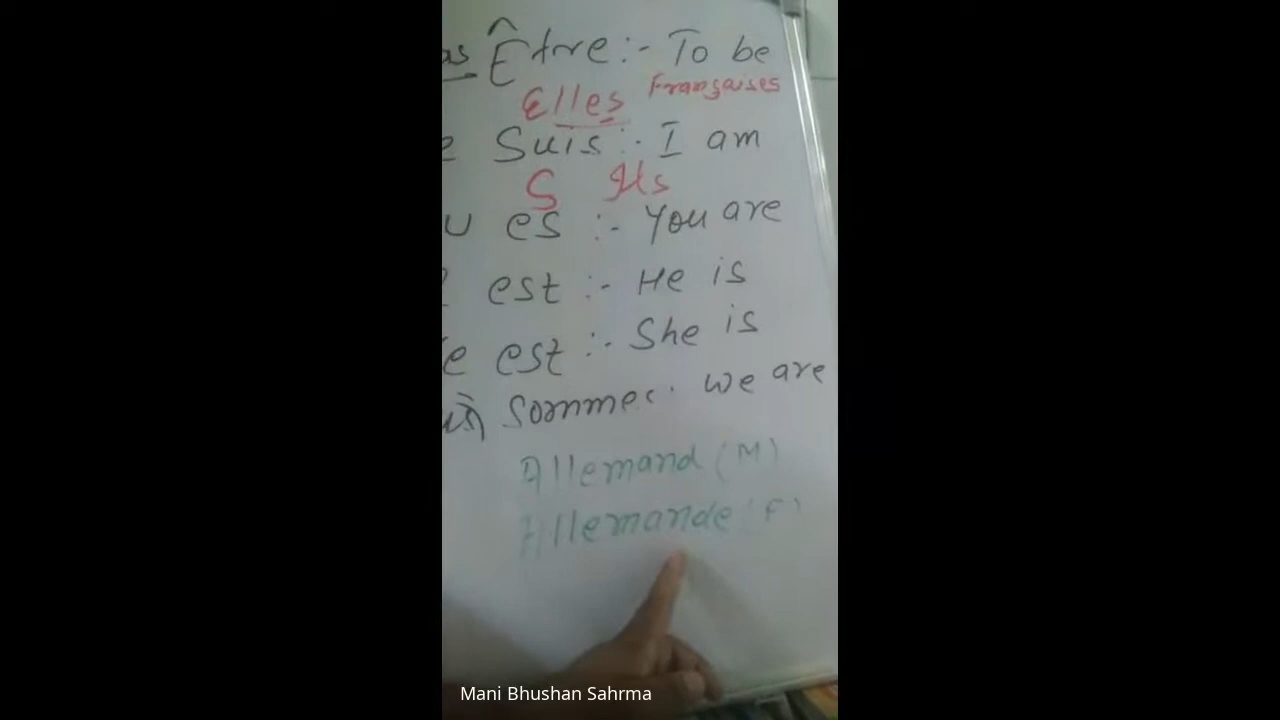 Être :- To be
Elles Françaises
Suis :- I am
S Ils
es :- You are
est :- He is
est :- She is
Sommes. We are
Allemand (M)
Allemande (F)
Mani Bhushan Sahrma